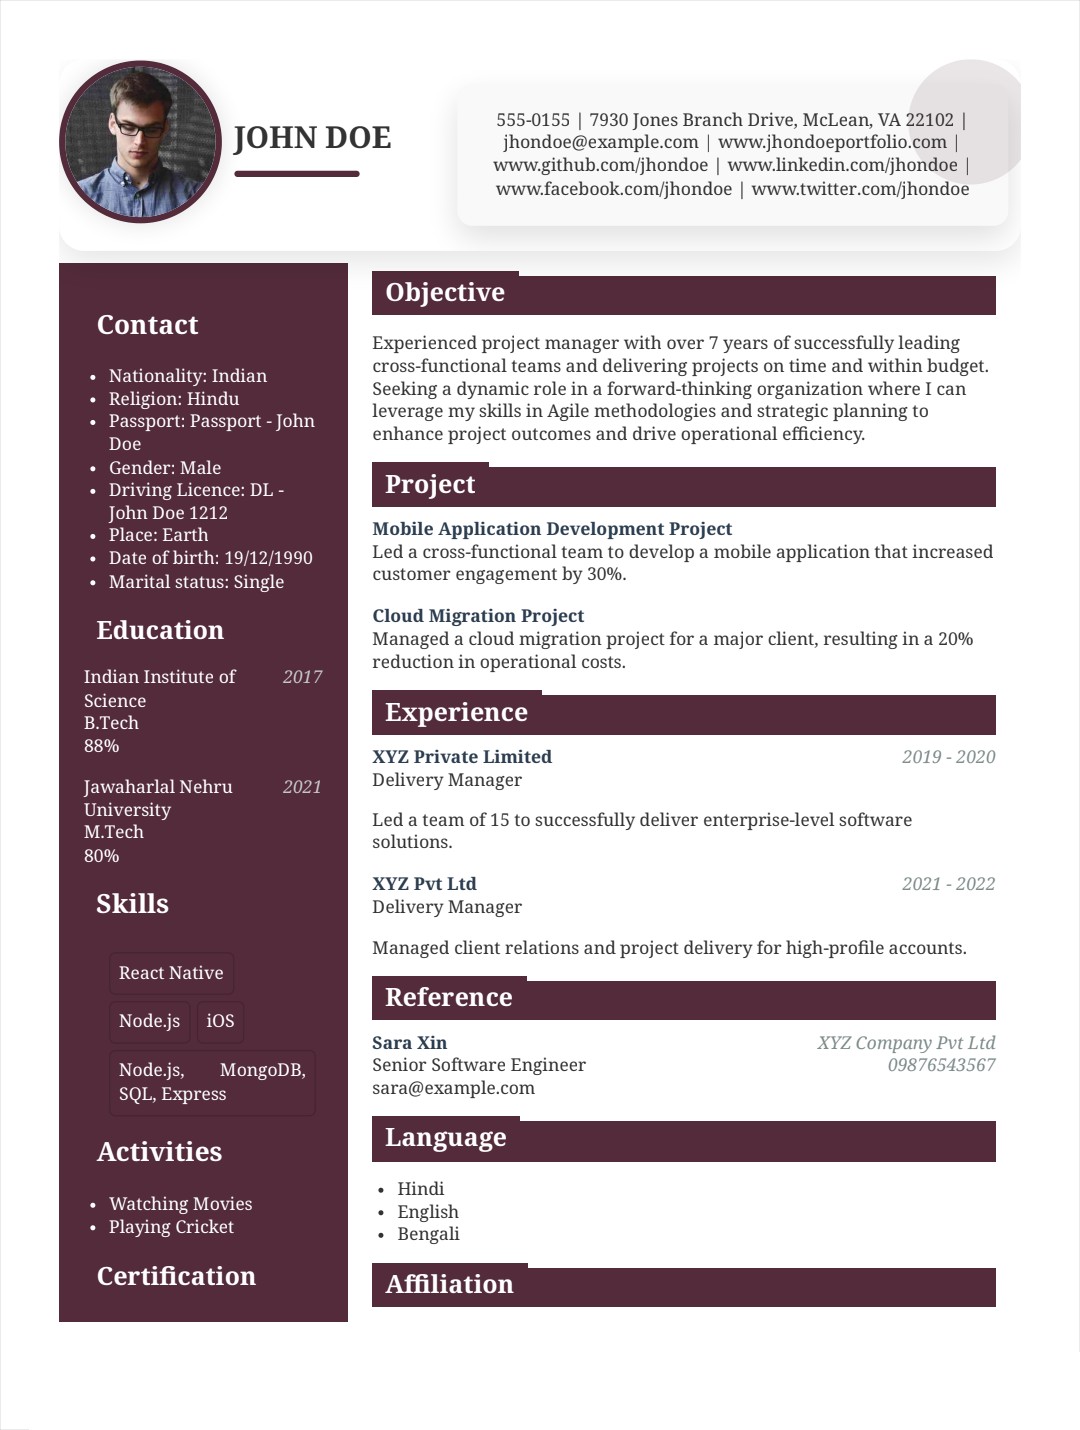 JOHN DOE
555-0155 | 7930 Jones Branch Drive, McLean, VA 22102 |
jhondoe@example.com | www.jhondoeportfolio.com |
www.github.com/jhondoe | www.linkedin.com/jhondoe |
www.facebook.com/jhondoe | www.twitter.com/jhondoe
Contact
• Nationality: Indian
• Religion: Hindu
• Passport: Passport - John
Doe
• Gender: Male
• Driving Licence: DL -
John Doe 1212
• Place: Earth
• Date of birth: 19/12/1990
• Marital status: Single
Education
Indian Institute of 2017
Science
B.Tech
88%
Jawaharlal Nehru 2021
University
M.Tech
80%
Skills
React Native
Node.js iOS
Node.js, MongoDB,
SQL, Express
Activities
• Watching Movies
• Playing Cricket
Certification
Objective
Experienced project manager with over 7 years of successfully leading
cross-functional teams and delivering projects on time and within budget.
Seeking a dynamic role in a forward-thinking organization where I can
leverage my skills in Agile methodologies and strategic planning to
enhance project outcomes and drive operational efficiency.
Project
Mobile Application Development Project
Led a cross-functional team to develop a mobile application that increased
customer engagement by 30%.
Cloud Migration Project
Managed a cloud migration project for a major client, resulting in a 20%
reduction in operational costs.
Experience
XYZ Private Limited 2019 - 2020
Delivery Manager
Led a team of 15 to successfully deliver enterprise-level software
solutions.
XYZ Pvt Ltd 2021 - 2022
Delivery Manager
Managed client relations and project delivery for high-profile accounts.
Reference
Sara Xin XYZ Company Pvt Ltd
Senior Software Engineer 09876543567
sara@example.com
Language
• Hindi
• English
• Bengali
Affiliation